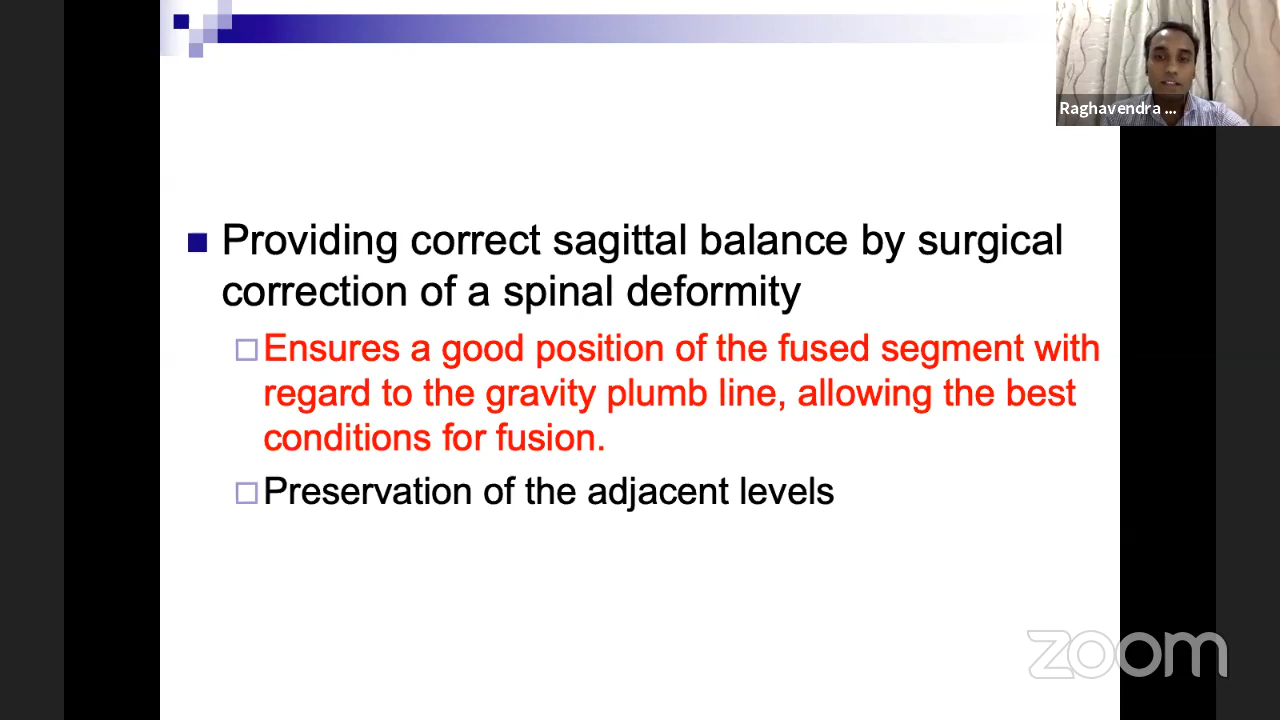 Raghavendra ...
Providing correct sagittal balance by surgical
correction of a spinal deformity
Ensures a good position of the fused segment with
regard to the gravity plumb line, allowing the best
conditions for fusion.
Preservation of the adjacent levels
zoom